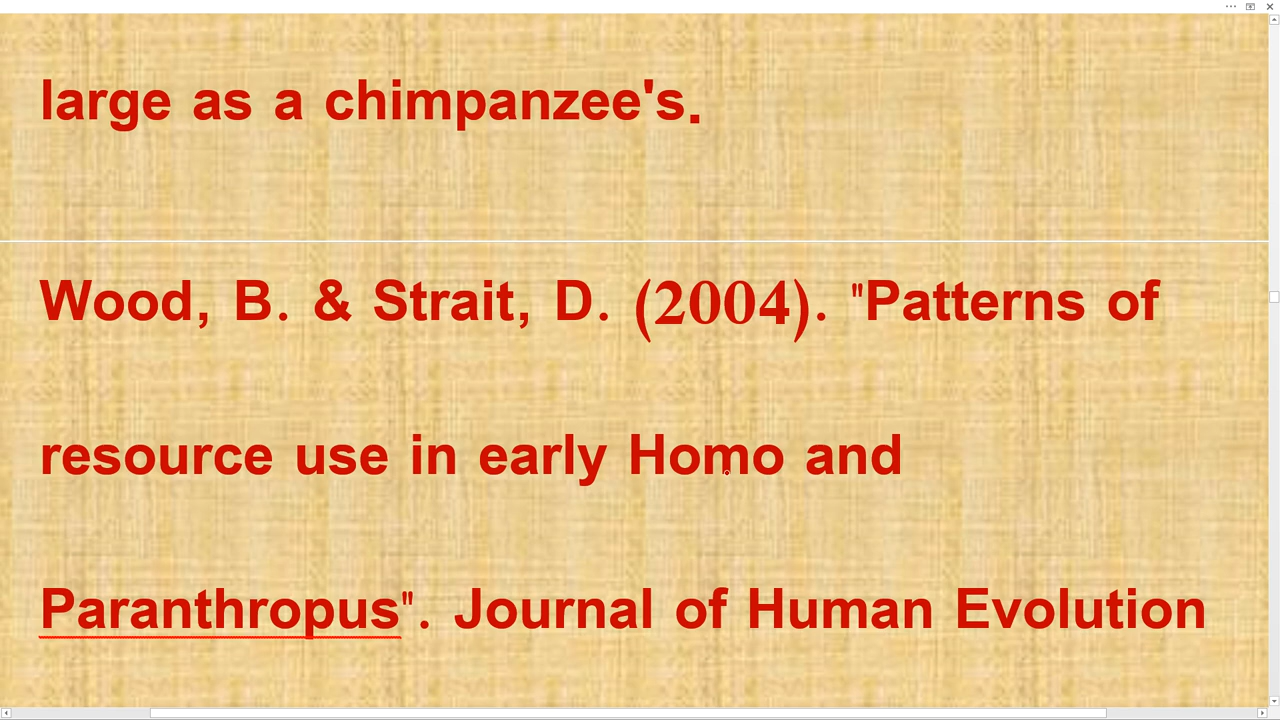 large as a chimpanzee's.
Wood, B. & Strait, D. (2004). "Patterns of
resource use in early Homo and
Paranthropus". Journal of Human Evolution